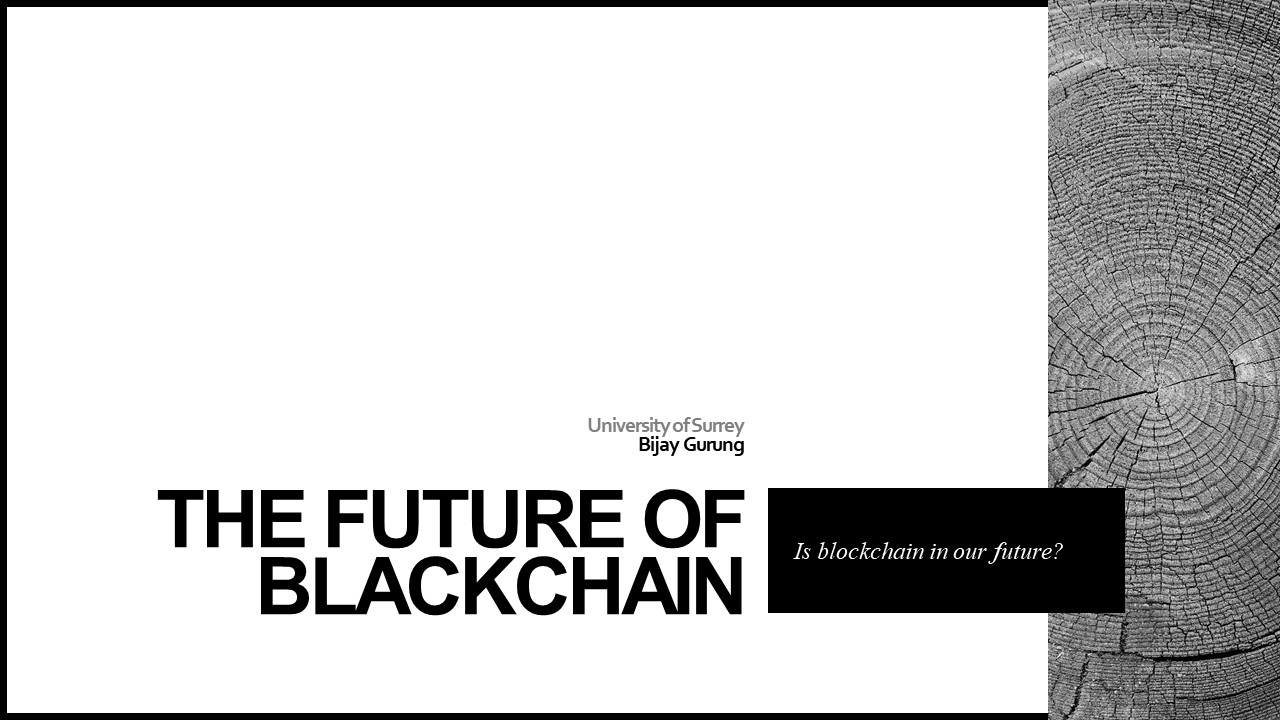 University of Surrey
Bijay Gurung
THE FUTURE OF
BLACKCHAIN
Is blockchain in our future?